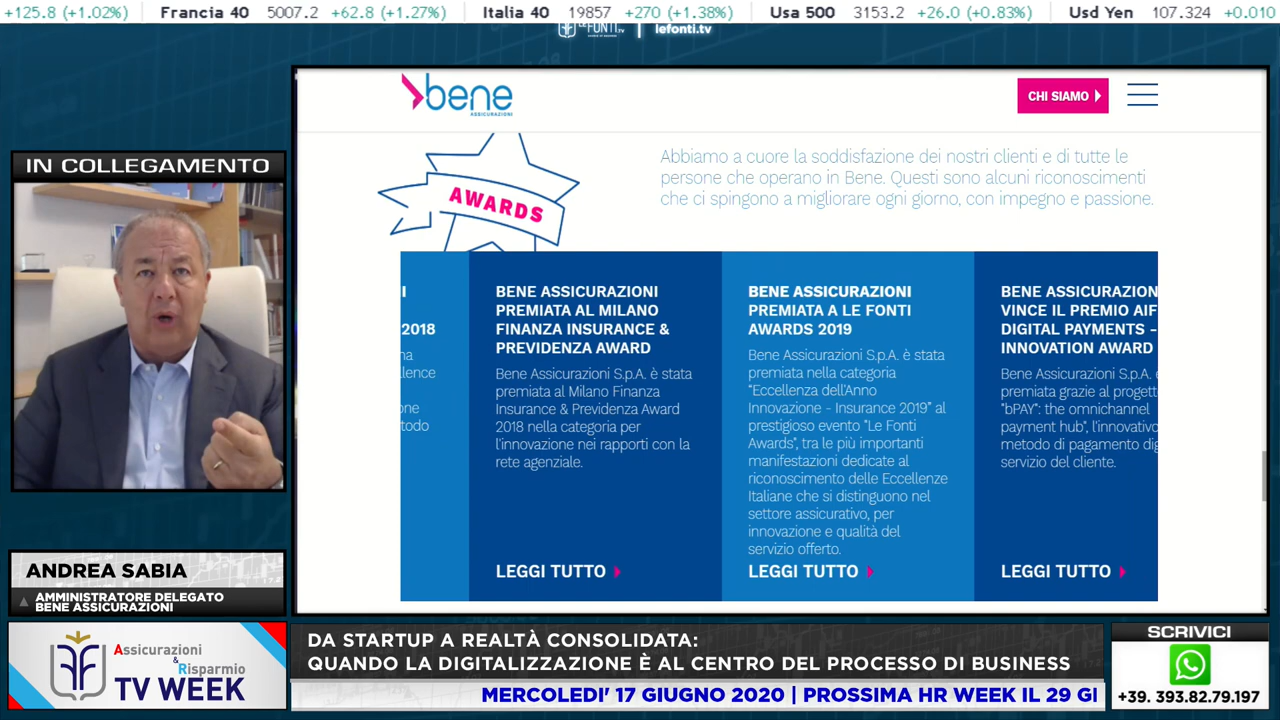 +125.8 (+1.02%) Francia 40 5007.2 +62.8 (+1.27%) Italia 40 19857 +270 (+1.38%) Usa 500 3153.2 +26.0 (+0.83%) Usd Yen 107.324 +0.010
LE FONTI TV lefonti.tv
bene
ASSICURAZIONI
CHI SIAMO
IN COLLEGAMENTO
AWARDS
Abbiamo a cuore la soddisfazione dei nostri clienti e di tutte le
persone che operano in Bene. Questi sono alcuni riconoscimenti
che ci spingono a migliorare ogni giorno, con impegno e passione.
I
2018
na
llence
one
todo
BENE ASSICURAZIONI
PREMIATA AL MILANO
FINANZA INSURANCE &
PREVIDENZA AWARD
Bene Assicurazioni S.p.A. è stata
premiata al Milano Finanza
Insurance & Previdenza Award
2018 nella categoria per
l'innovazione nei rapporti con la
rete agenziale.
LEGGI TUTTO
BENE ASSICURAZIONI
PREMIATA A LE FONTI
AWARDS 2019
Bene Assicurazioni S.p.A. è stata
premiata nella categoria
"Eccellenza dell'Anno
Innovazione - Insurance 2019" al
prestigioso evento "Le Fonti
Awards", tra le più importanti
manifestazioni dedicate al
riconoscimento delle Eccellenze
Italiane che si distinguono nel
settore assicurativo, per
innovazione e qualità del
servizio offerto.
LEGGI TUTTO
BENE ASSICURAZION
VINCE IL PREMIO AIF
DIGITAL PAYMENTS -
INNOVATION AWARD
Bene Assicurazioni S.p.A. è
premiata grazie al progett
"bPAY": the omnichannel
payment hub", l'innovativo
metodo di pagamento dig
servizio del cliente.
LEGGI TUTTO
ANDREA SABIA
AMMINISTRATORE DELEGATO
BENE ASSICURAZIONI
Assicurazioni
& Risparmio
TV WEEK
DA STARTUP A REALTÀ CONSOLIDATA:
QUANDO LA DIGITALIZZAZIONE È AL CENTRO DEL PROCESSO DI BUSINESS
MERCOLEDI' 17 GIUGNO 2020 | PROSSIMA HR WEEK IL 29 GI
SCRIVICI
+39. 393.82.79.197